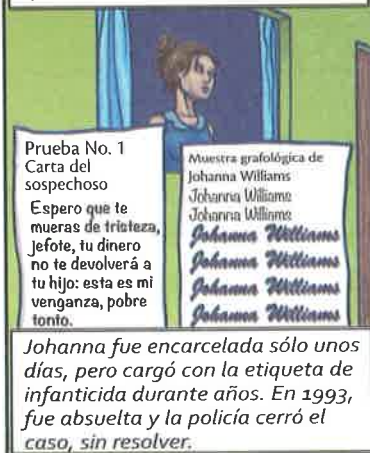 Prueba No. 1
Carta del
sospechoso
Espero que te
mueras de tristeza,
jefote, tu dinero
no te devolverá a
tu hijo: esta es mi
venganza, pobre
tonto.
Muestra grafológica de
Johanna Williams
Johanna Williams
Johanna Williams
Johanna Williams
Johanna Williams
Johanna Williams
Johanna Williams
Johanna fue encarcelada sólo unos
días, pero cargó con la etiqueta de
infanticida durante años. En 1993,
fue absuelta y la policía cerró el
caso, sin resolver.